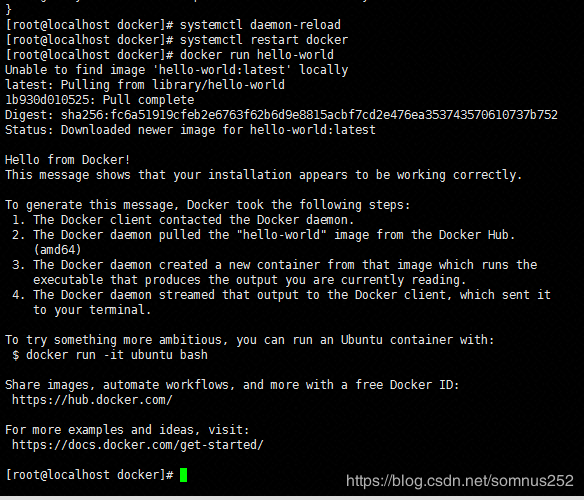 }
[root@localhost docker]# systemctl daemon-reload
[root@localhost docker]# systemctl restart docker
[root@localhost docker]# docker run hello-world
Unable to find image 'hello-world:latest' locally
latest: Pulling from library/hello-world
1b930d010525: Pull complete
Digest: sha256:fc6a51919cfeb2e6763f62b6d9e8815acbf7cd2e476ea353743570610737b752
Status: Downloaded newer image for hello-world:latest

Hello from Docker!
This message shows that your installation appears to be working correctly.

To generate this message, Docker took the following steps:
 1. The Docker client contacted the Docker daemon.
 2. The Docker daemon pulled the "hello-world" image from the Docker Hub.
    (amd64)
 3. The Docker daemon created a new container from that image which runs the
    executable that produces the output you are currently reading.
 4. The Docker daemon streamed that output to the Docker client, which sent it
    to your terminal.

To try something more ambitious, you can run an Ubuntu container with:
 $ docker run -it ubuntu bash

Share images, automate workflows, and more with a free Docker ID:
 https://hub.docker.com/

For more examples and ideas, visit:
 https://docs.docker.com/get-started/

[root@localhost docker]#
https://blog.csdn.net/somnus252